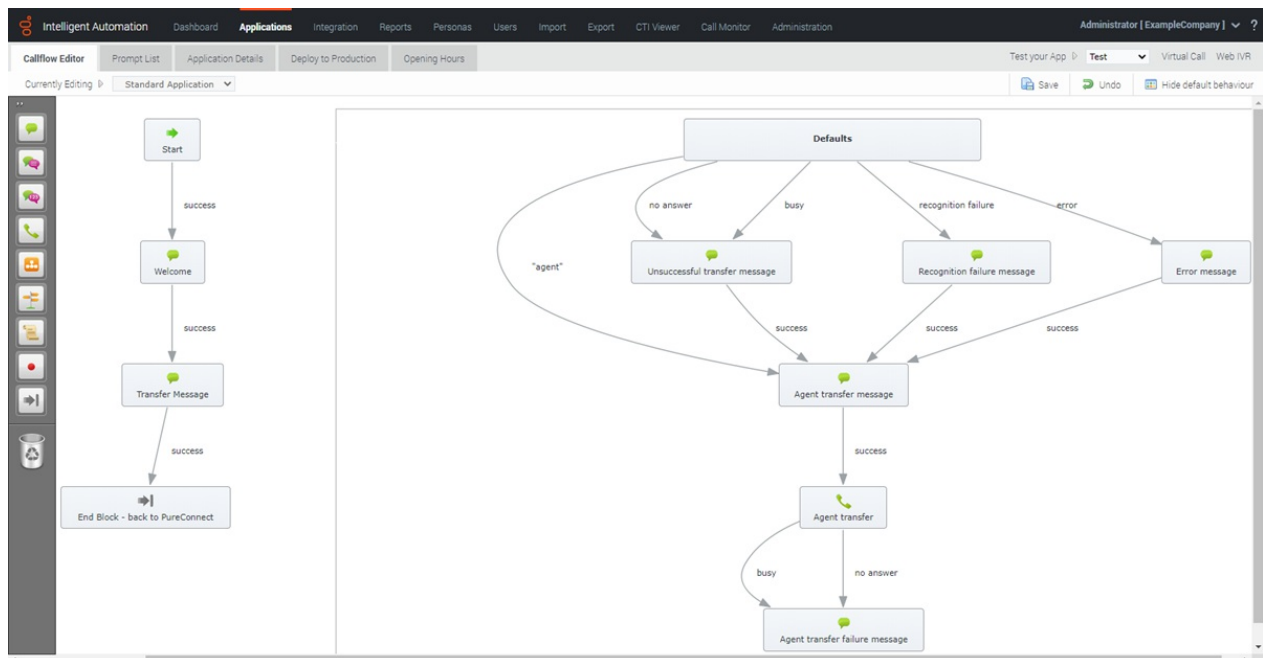 Intelligent Automation Dashboard Applications Integration Reports Personas Users Import Export CTI Viewer Call Monitor Administration Administrator [ ExampleCompany ] ?
Callflow Editor Prompt List Application Details Deploy to Production Opening Hours Test your App Test Virtual Call Web IVR
Currently Editing Standard Application Save Undo Hide default behaviour
Start
success
Welcome
success
Transfer Message
success
End Block - back to PureConnect
Defaults
no answer busy recognition failure error
"agent"
Unsuccessful transfer message Recognition failure message Error message
success success success
Agent transfer message
success
Agent transfer
busy no answer
Agent transfer failure message